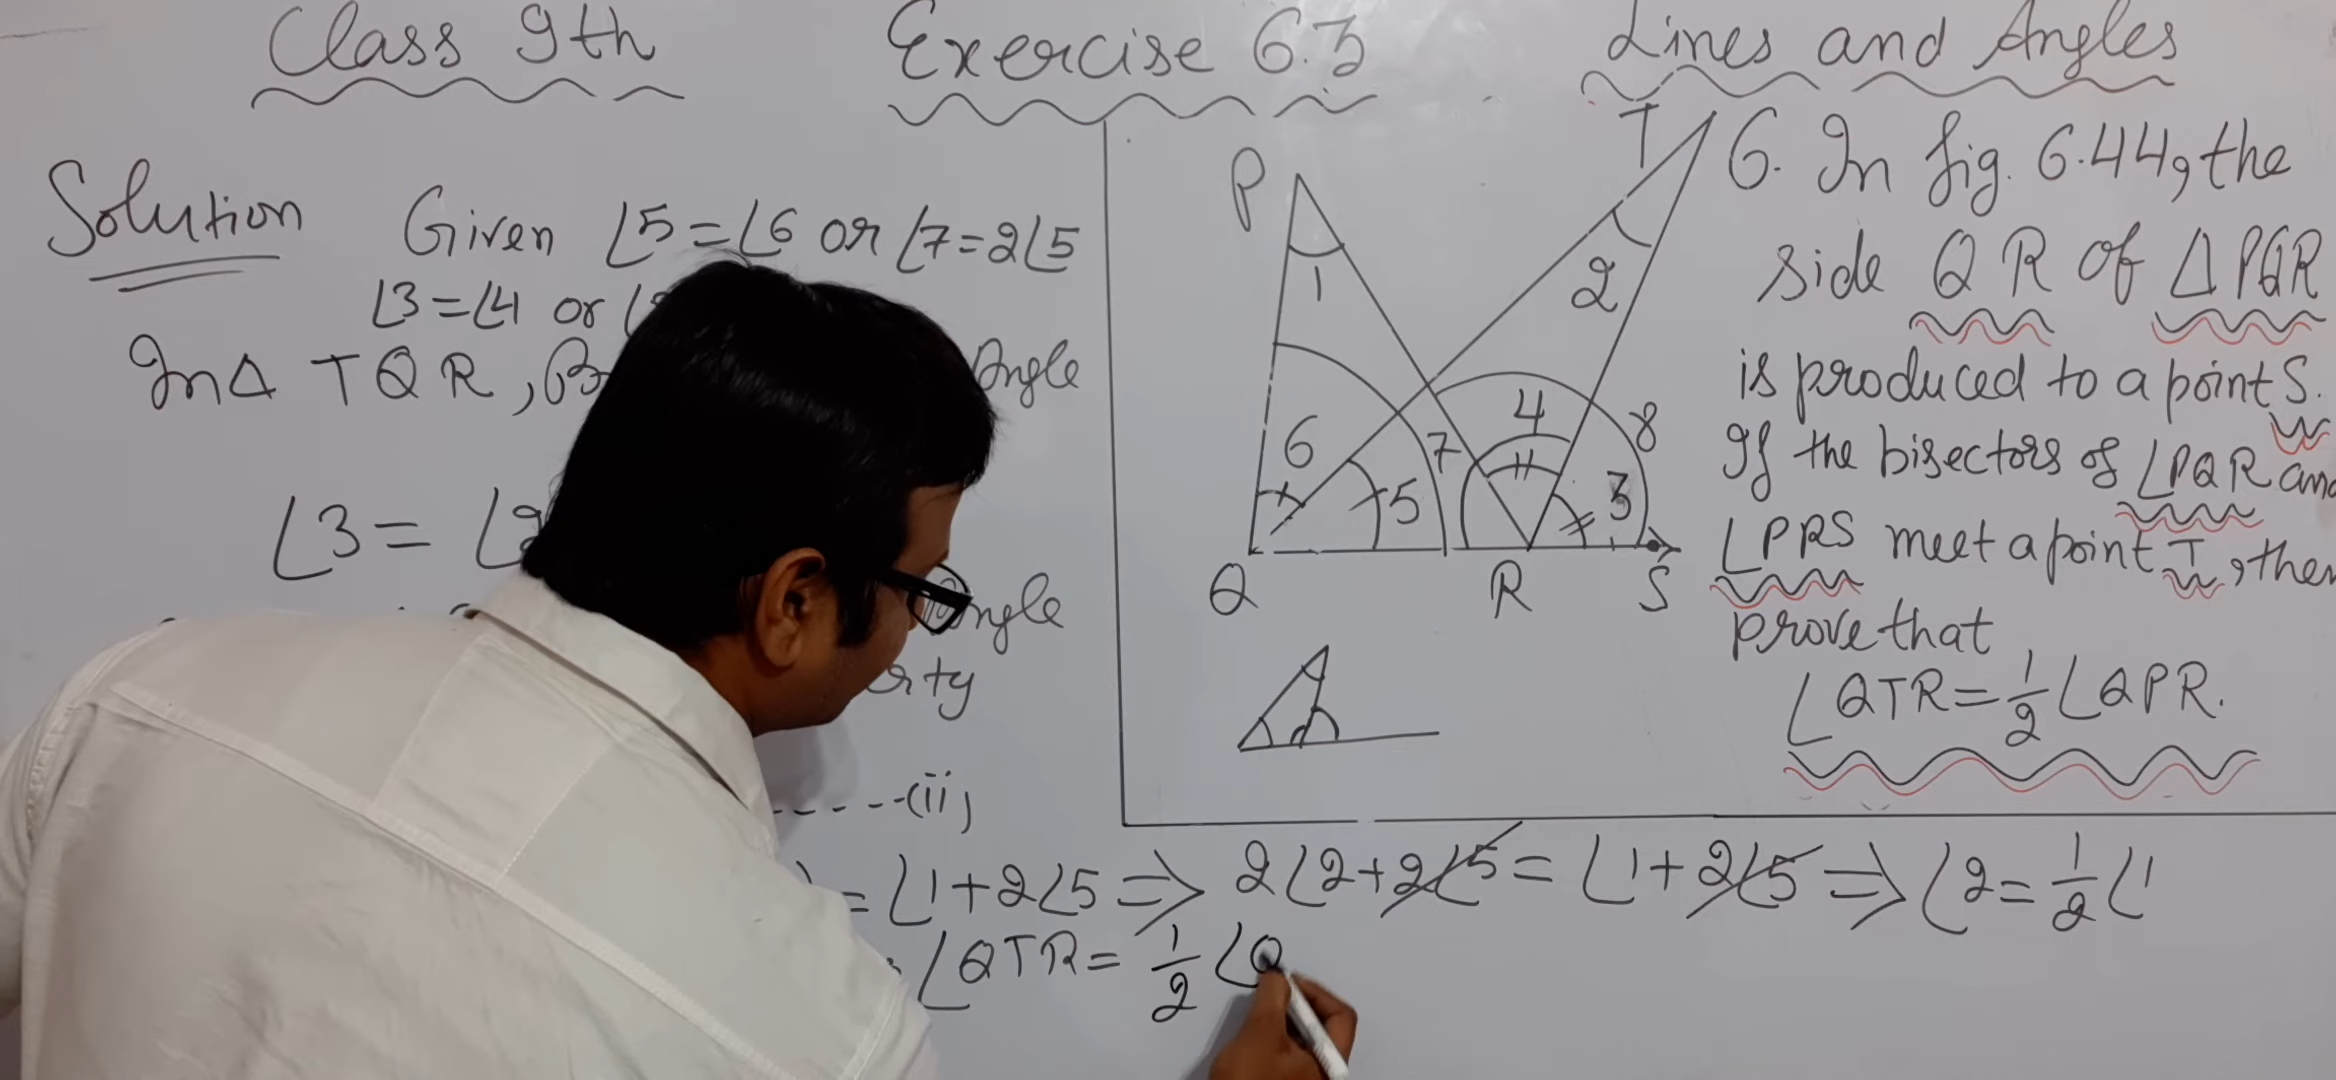 Class 9th
Exercise 6.3
Lines and Angles
Solution
Given ∠5=∠6 or ∠7=2∠5
∠3=∠4 or
In Δ TQR, Angle
∠3= ∠2
Angle
-----(ii)
=∠1+2∠5 ⇒ 2∠2+2∠5=∠1+2∠5 ⇒ ∠2=1/2∠1
∠QTR=1/2∠Q
P
T
1
2
6
5
7
4
8
3
Q
R
S
6. In fig. 6.44, the
side QR of ΔPQR
is produced to a point S.
If the bisectors of ∠PQR and
∠PRS meet a point T, then
prove that
∠QTR=1/2∠QPR.